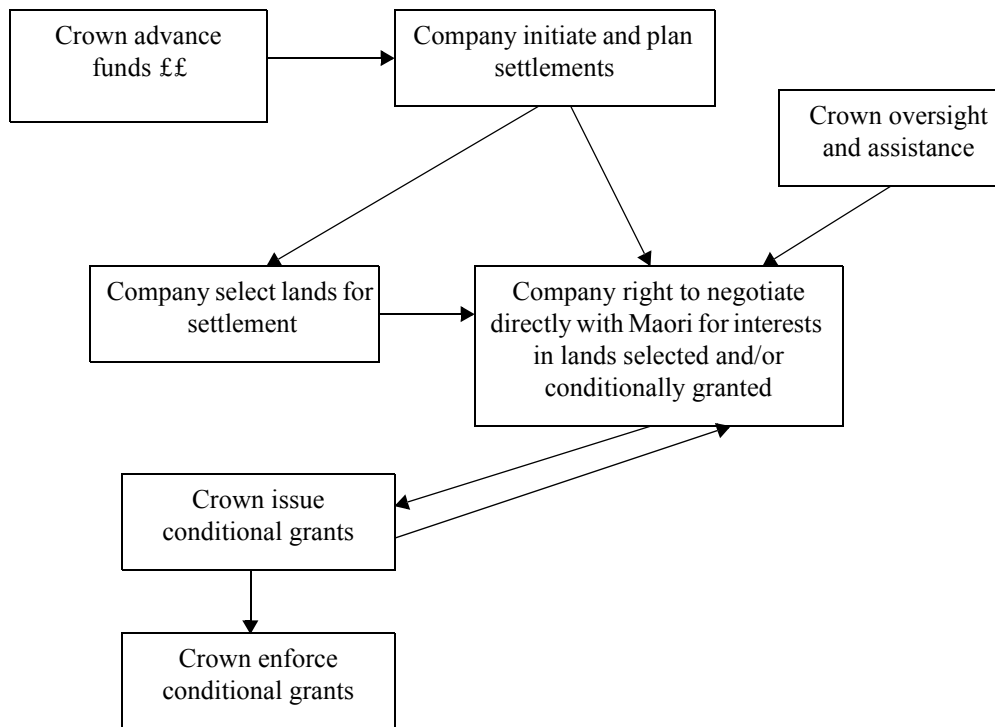 Crown advance
funds ££
Company initiate and plan
settlements
Crown oversight
and assistance
Company select lands for
settlement
Company right to negotiate
directly with Maori for interests
in lands selected and/or
conditionally granted
Crown issue
conditional grants
Crown enforce
conditional grants